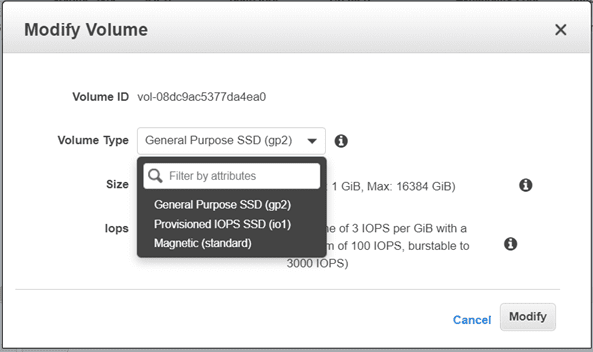 Modify Volume
Volume ID vol-08dc9ac5377da4ea0
Volume Type General Purpose SSD (gp2)
Filter by attributes
Size 1 GiB, Max: 16384 GiB)
General Purpose SSD (gp2)
Provisioned IOPS SSD (io1)
Iops ne of 3 IOPS per GiB with a
Magnetic (standard) m of 100 IOPS, burstable to
3000 IOPS)
Cancel Modify